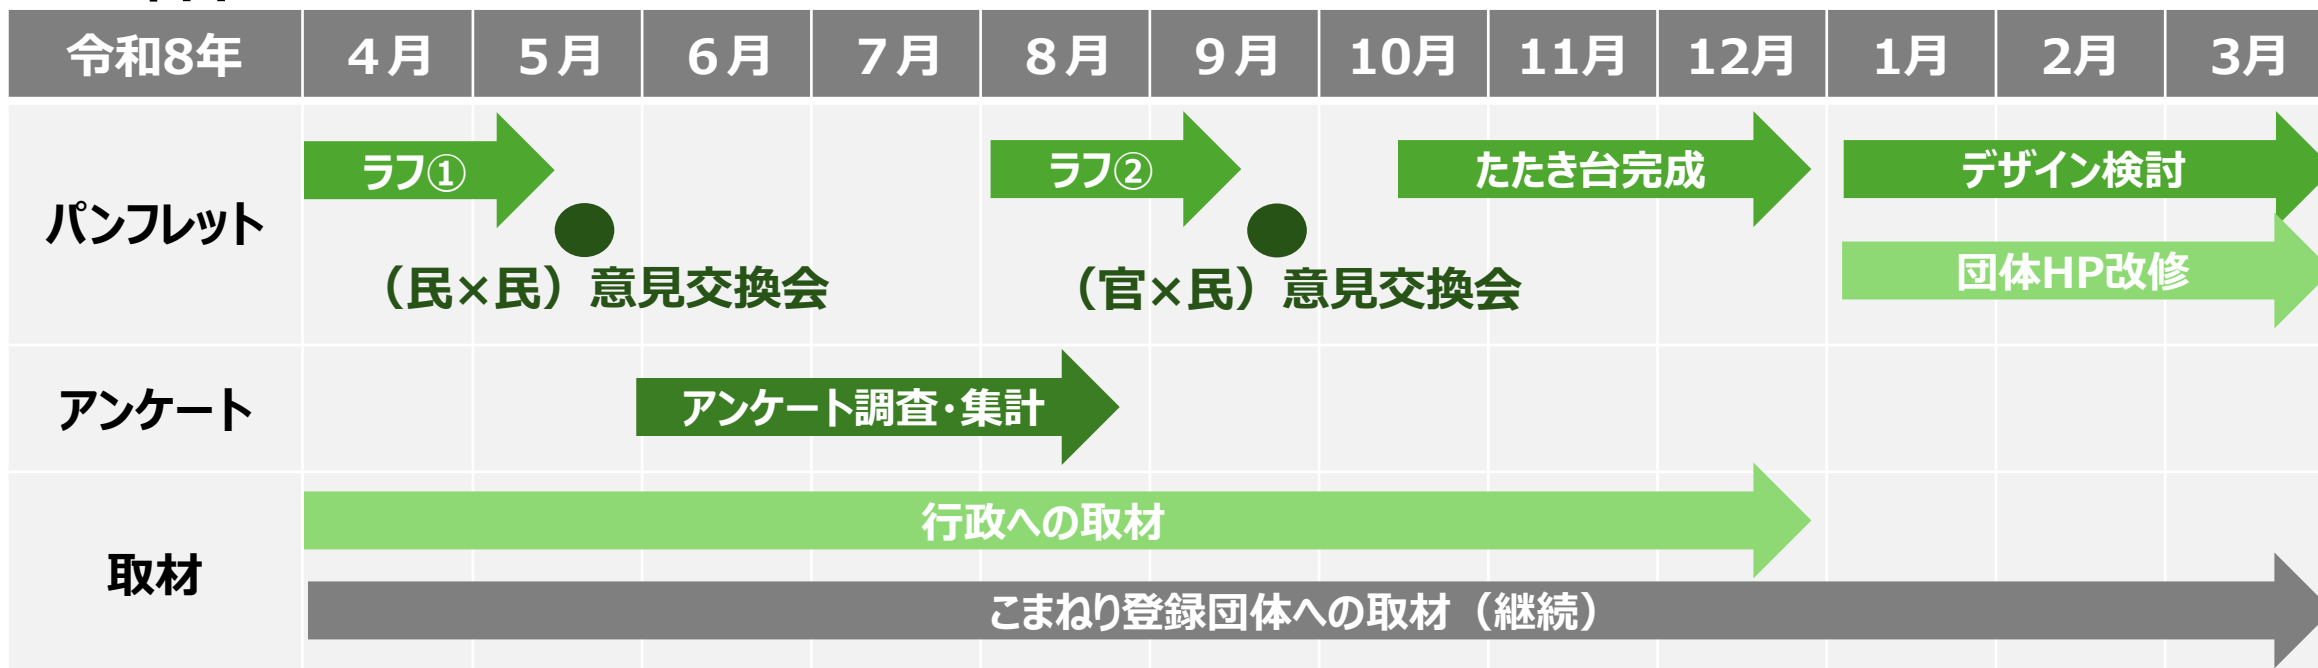 令和8年 4月 5月 6月 7月 8月 9月 10月 11月 12月 1月 2月 3月
パンフレット
ラフ①
ラフ②
たたき台完成
デザイン検討
（民×民）意見交換会
（官×民）意見交換会
団体HP改修
アンケート
アンケート調査・集計
取材
行政への取材
こまねり登録団体への取材（継続）